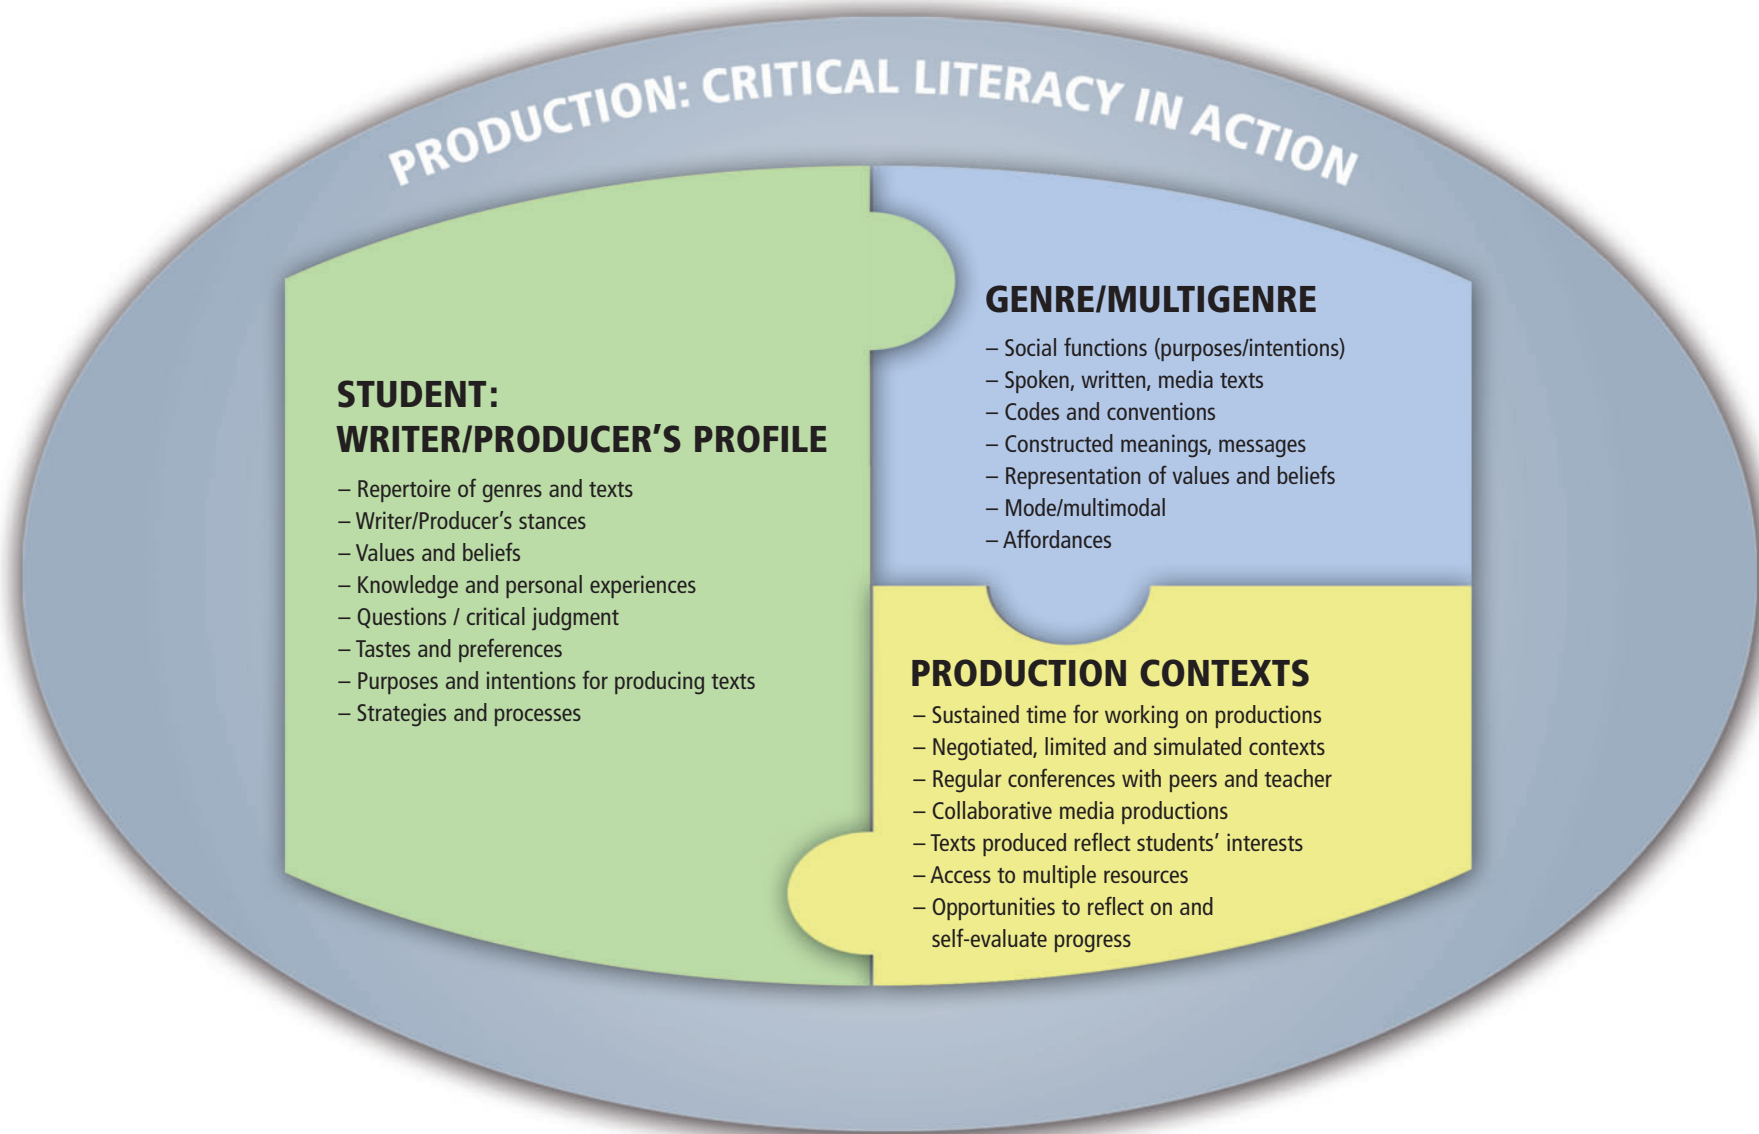 PRODUCTION: CRITICAL LITERACY IN ACTION
STUDENT:
WRITER/PRODUCER'S PROFILE
– Repertoire of genres and texts
– Writer/Producer's stances
– Values and beliefs
– Knowledge and personal experiences
– Questions / critical judgment
– Tastes and preferences
– Purposes and intentions for producing texts
– Strategies and processes
GENRE/MULTIGENRE
– Social functions (purposes/intentions)
– Spoken, written, media texts
– Codes and conventions
– Constructed meanings, messages
– Representation of values and beliefs
– Mode/multimodal
– Affordances
PRODUCTION CONTEXTS
– Sustained time for working on productions
– Negotiated, limited and simulated contexts
– Regular conferences with peers and teacher
– Collaborative media productions
– Texts produced reflect students' interests
– Access to multiple resources
– Opportunities to reflect on and
self-evaluate progress